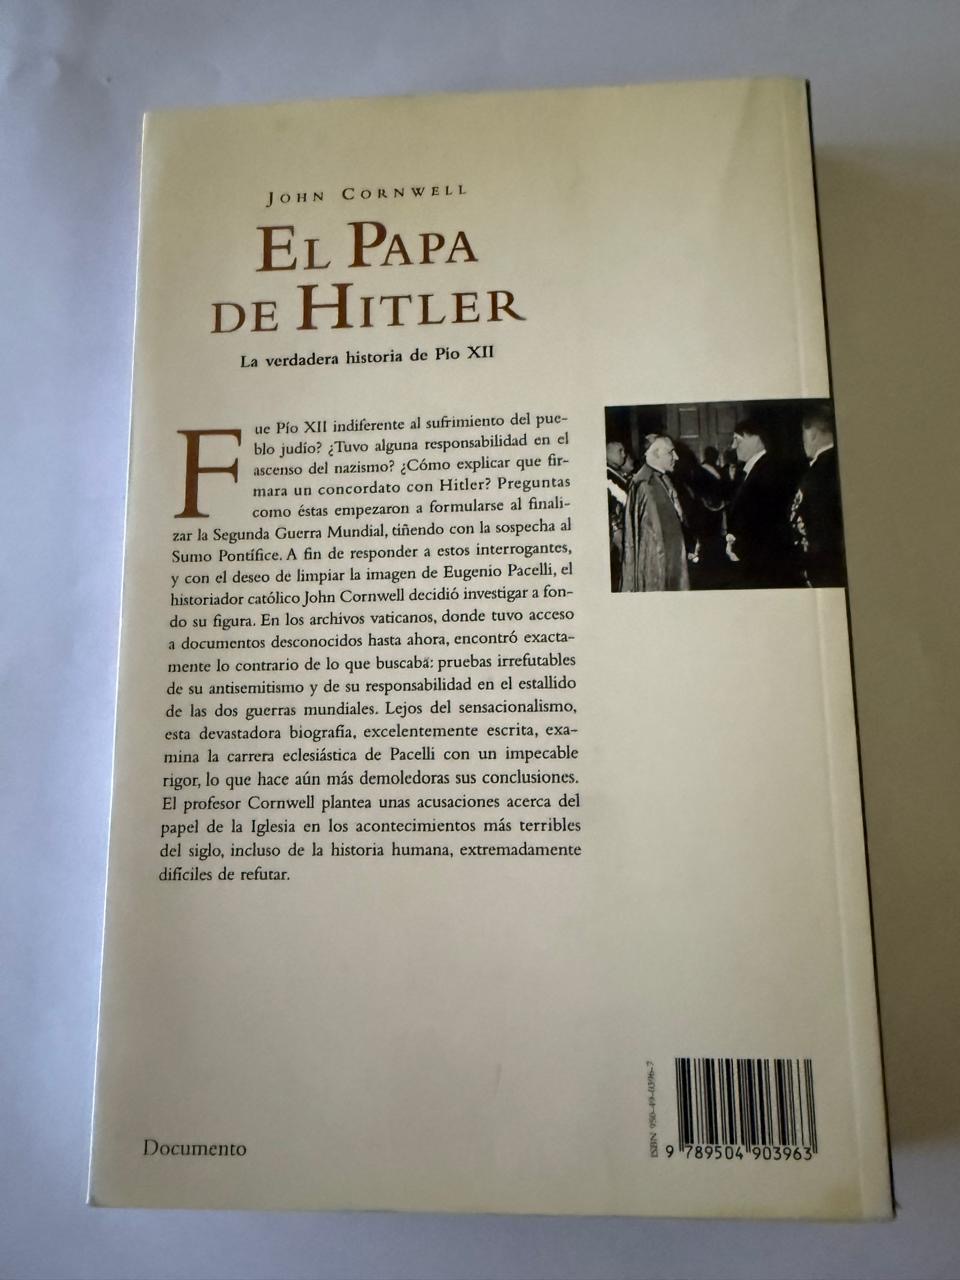 JOHN CORNWELL
EL PAPA
DE HITLER
La verdadera historia de Pío XII
Fue Pío XII indiferente al sufrimiento del pue-
blo judío? ¿Tuvo alguna responsabilidad en el
ascenso del nazismo? ¿Cómo explicar que fir-
mara un concordato con Hitler? Preguntas
como éstas empezaron a formularse al finali-
zar la Segunda Guerra Mundial, tiñendo con la sospecha al
Sumo Pontífice. A fin de responder a estos interrogantes,
y con el deseo de limpiar la imagen de Eugenio Pacelli, el
historiador católico John Cornwell decidió investigar a fon-
do su figura. En los archivos vaticanos, donde tuvo acceso
a documentos desconocidos hasta ahora, encontró exacta-
mente lo contrario de lo que buscaba: pruebas irrefutables
de su antisemitismo y de su responsabilidad en el estallido
de las dos guerras mundiales. Lejos del sensacionalismo,
esta devastadora biografía, excelentemente escrita, exa-
mina la carrera eclesiástica de Pacelli con un impecable
rigor, lo que hace aún más demoledoras sus conclusiones.
El profesor Cornwell plantea unas acusaciones acerca del
papel de la Iglesia en los acontecimientos más terribles
del siglo, incluso de la historia humana, extremadamente
difíciles de refutar.
Documento
ISBN 950-49-0396-7
9 789504 903963